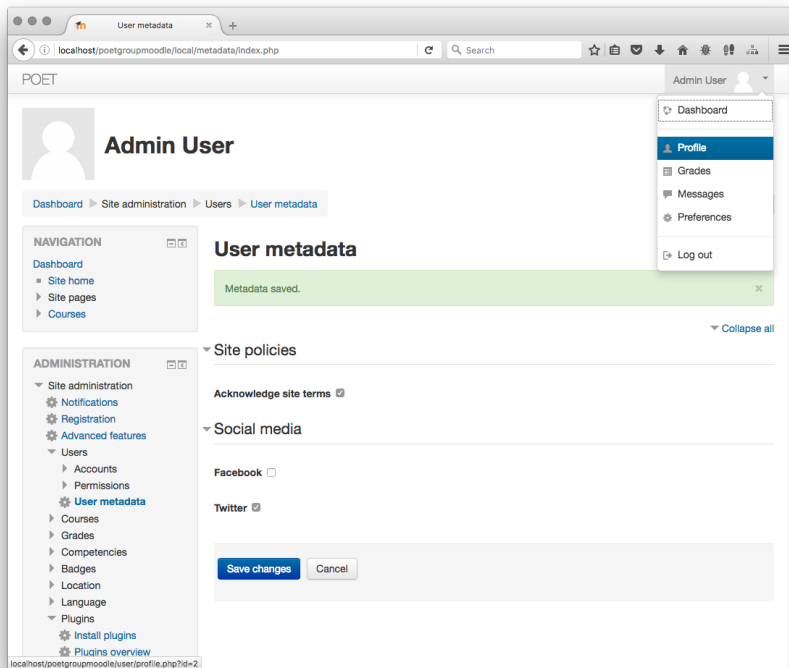 User metadata
localhost/poetgroupmoodle/local/metadata/index.php
Search
POET
Admin User
Dashboard
Profile
Grades
Messages
Preferences
Log out
Admin User
Dashboard Site administration Users User metadata
NAVIGATION
Dashboard
Site home
Site pages
Courses
ADMINISTRATION
Site administration
Notifications
Registration
Advanced features
Users
Accounts
Permissions
User metadata
Courses
Grades
Competencies
Badges
Location
Language
Plugins
Install plugins
Plugins overview
User metadata
Metadata saved.
Collapse all
Site policies
Acknowledge site terms
Social media
Facebook
Twitter
Save changes Cancel
localhost/poetgroupmoodle/user/profile.php?id=2